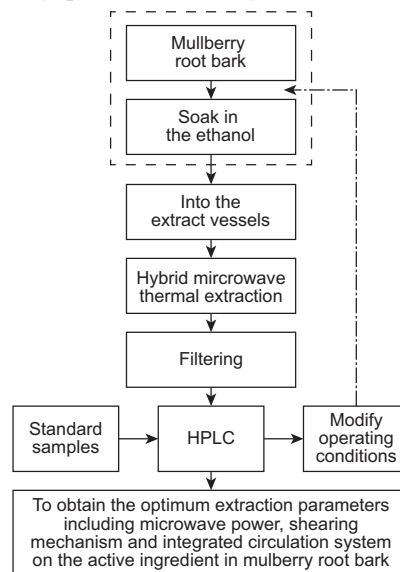 Mullberry
root bark
Soak in
the ethanol
Into the
extract vessels
Hybrid mircrowave
thermal extraction
Filtering
Standard
samples
HPLC
Modify
operating
conditions
To obtain the optimum extraction parameters
including microwave power, shearing
mechanism and integrated circulation system
on the active ingredient in mulberry root bark